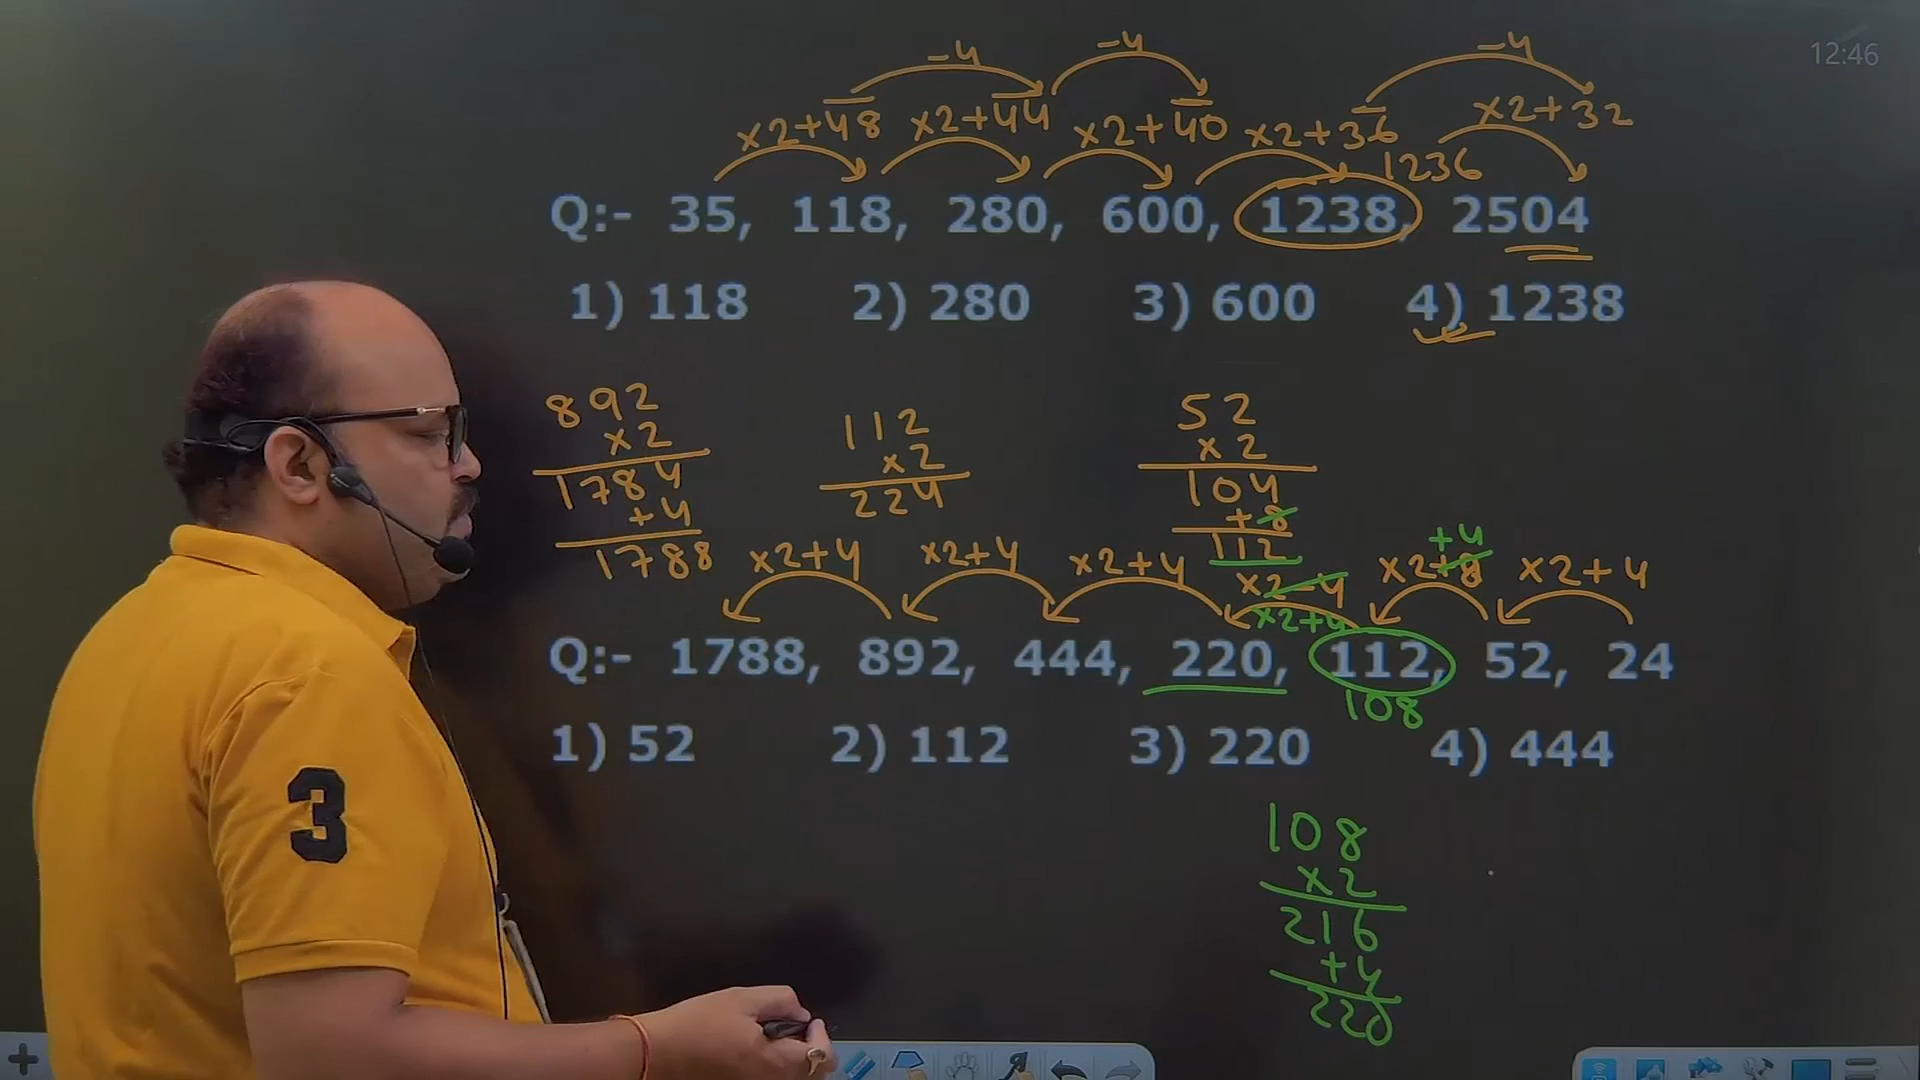 12:46
-4 -4 -4
x2+48 x2+44 x2+40 x2+36 x2+32
1236
Q:- 35, 118, 280, 600, 1238, 2504
1) 118 2) 280 3) 600 4) 1238
892
x2
1784
+4
1788
112
x2
224
52
x2
104
+8
112
+4
x2+4 x2+4 x2+4 x2-4 x2+8 x2+4
x2+4
Q:- 1788, 892, 444, 220, 112, 52, 24
108
1) 52 2) 112 3) 220 4) 444
108
x2
216
+4
220
3